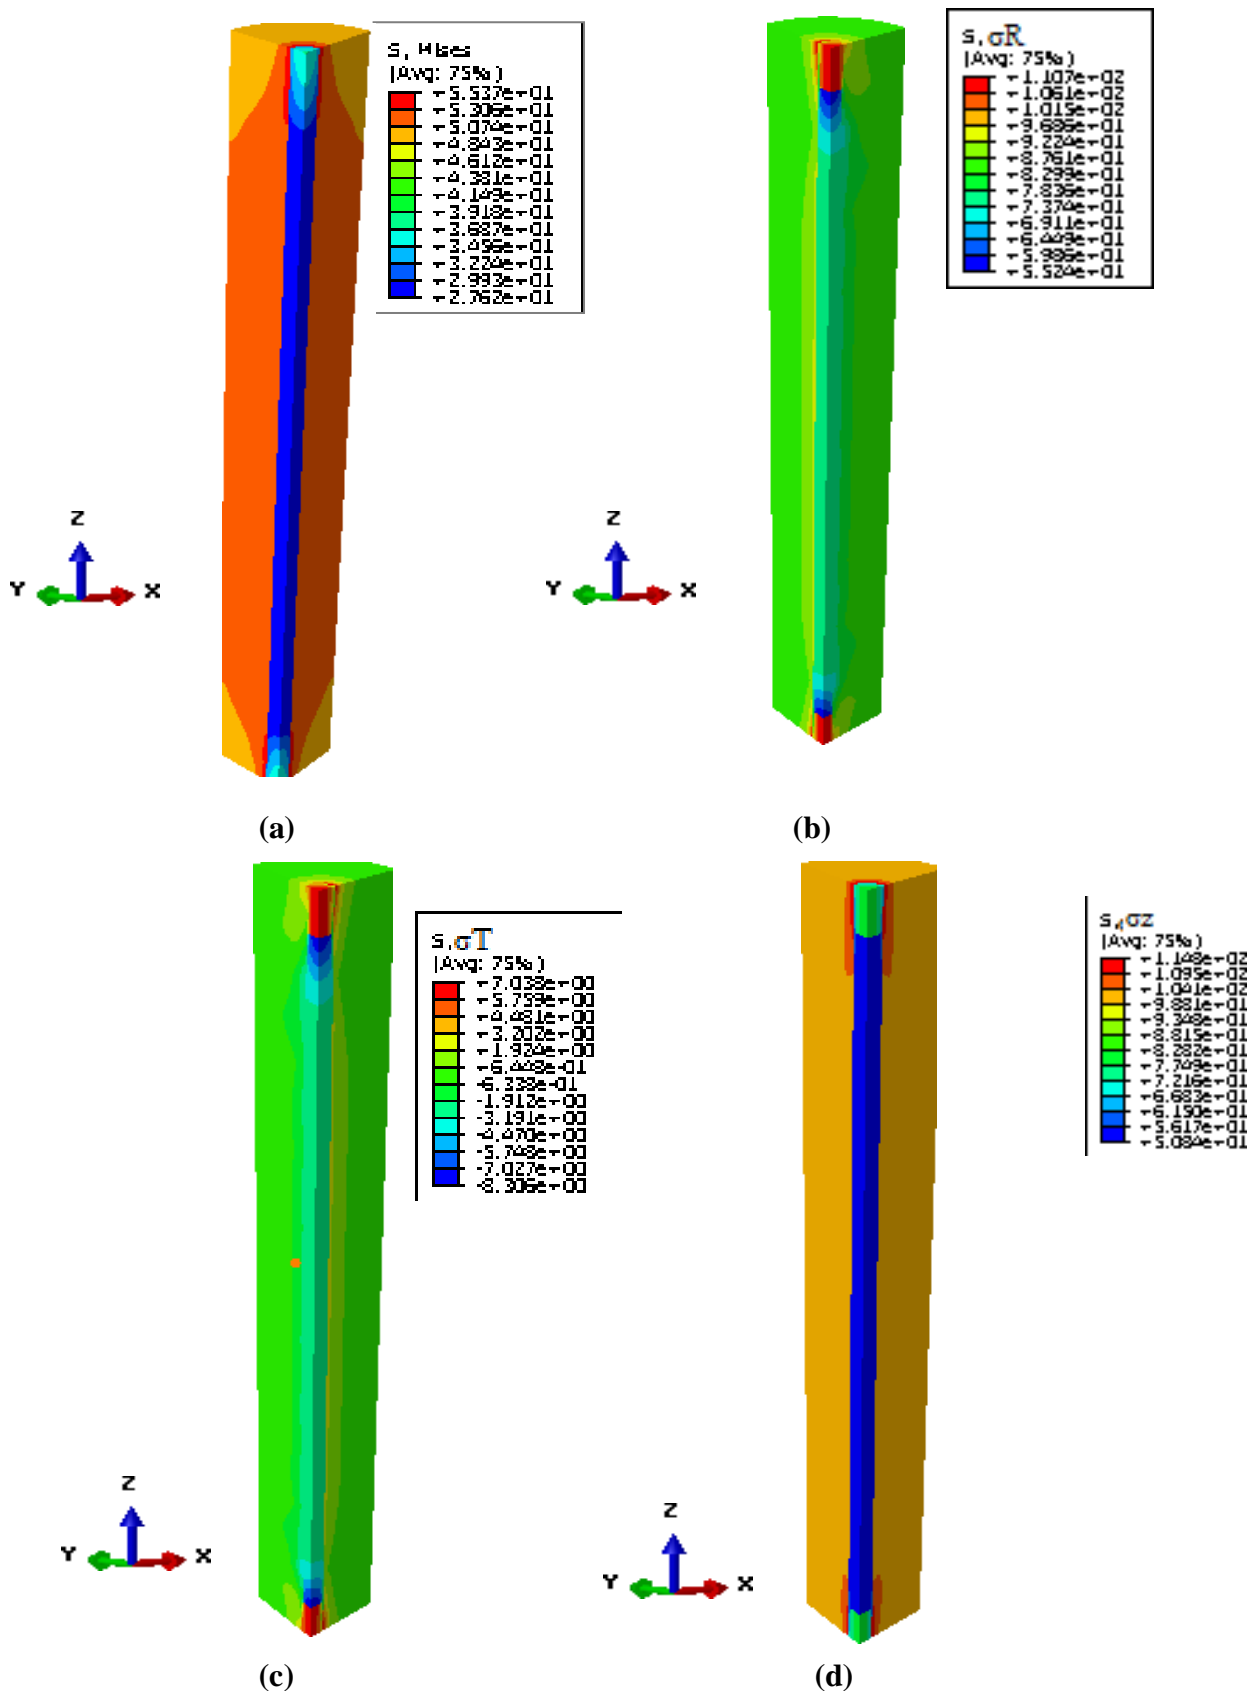 S, Mises
(Avg: 75%)
+5.537e+01
+5.306e+01
+5.074e+01
+4.843e+01
+4.612e+01
+4.381e+01
+4.149e+01
+3.918e+01
+3.687e+01
+3.456e+01
+3.224e+01
+2.993e+01
+2.762e+01
Z
Y
X
(a)
S, σR
(Avg: 75%)
+1.107e+02
+1.061e+02
+1.015e+02
+9.686e+01
+9.224e+01
+8.761e+01
+8.299e+01
+7.836e+01
+7.374e+01
+6.911e+01
+6.449e+01
+5.986e+01
+5.524e+01
Z
Y
X
(b)
S, σT
(Avg: 75%)
+7.038e+00
+5.759e+00
+4.481e+00
+3.202e+00
+1.924e+00
+6.448e-01
-6.338e-01
-1.912e+00
-3.191e+00
-4.470e+00
-5.748e+00
-7.027e+00
-8.306e+00
Z
Y
X
(c)
S, σZ
(Avg: 75%)
+1.148e+02
+1.095e+02
+1.041e+02
+9.881e+01
+9.348e+01
+8.815e+01
+8.282e+01
+7.749e+01
+7.216e+01
+6.683e+01
+6.150e+01
+5.617e+01
+5.084e+01
Z
Y
X
(d)